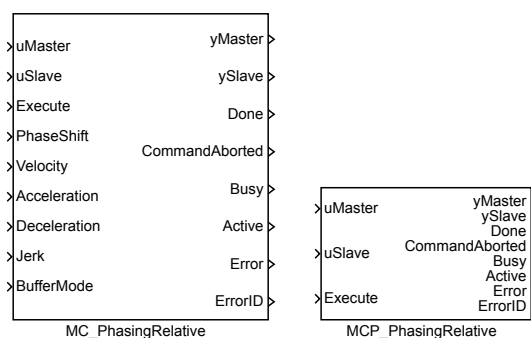 uMaster
uSlave
Execute
PhaseShift
Velocity
Acceleration
Deceleration
Jerk
BufferMode
yMaster
ySlave
Done
CommandAborted
Busy
Active
Error
ErrorID
MC_PhasingRelative
uMaster
uSlave
Execute
yMaster
ySlave
Done
CommandAborted
Busy
Active
Error
ErrorID
MCP_PhasingRelative